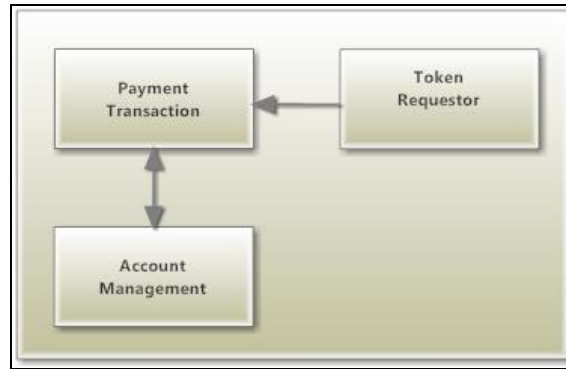 Payment
Transaction
Token
Requestor
Account
Management